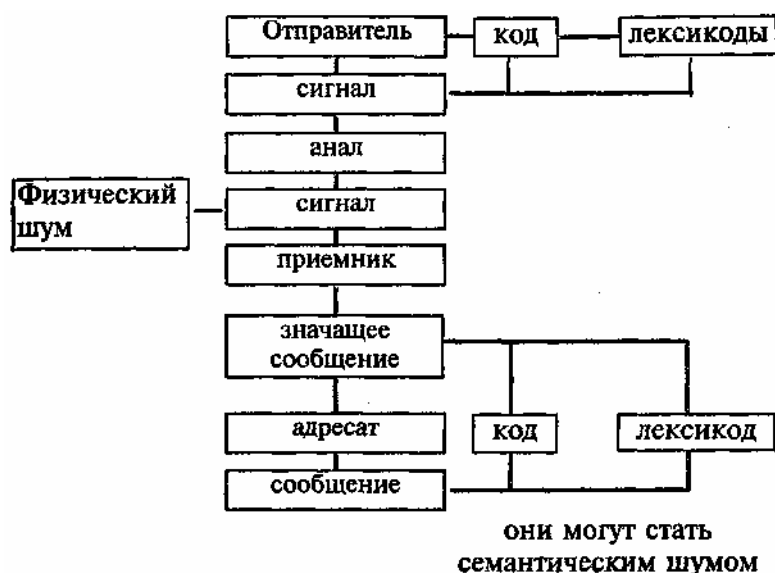 Отправитель
код
лексикоды
сигнал
анал
Физический
шум
сигнал
приемник
значащее
сообщение
адресат
код
лексикод
сообщение
они могут стать
семантическим шумом